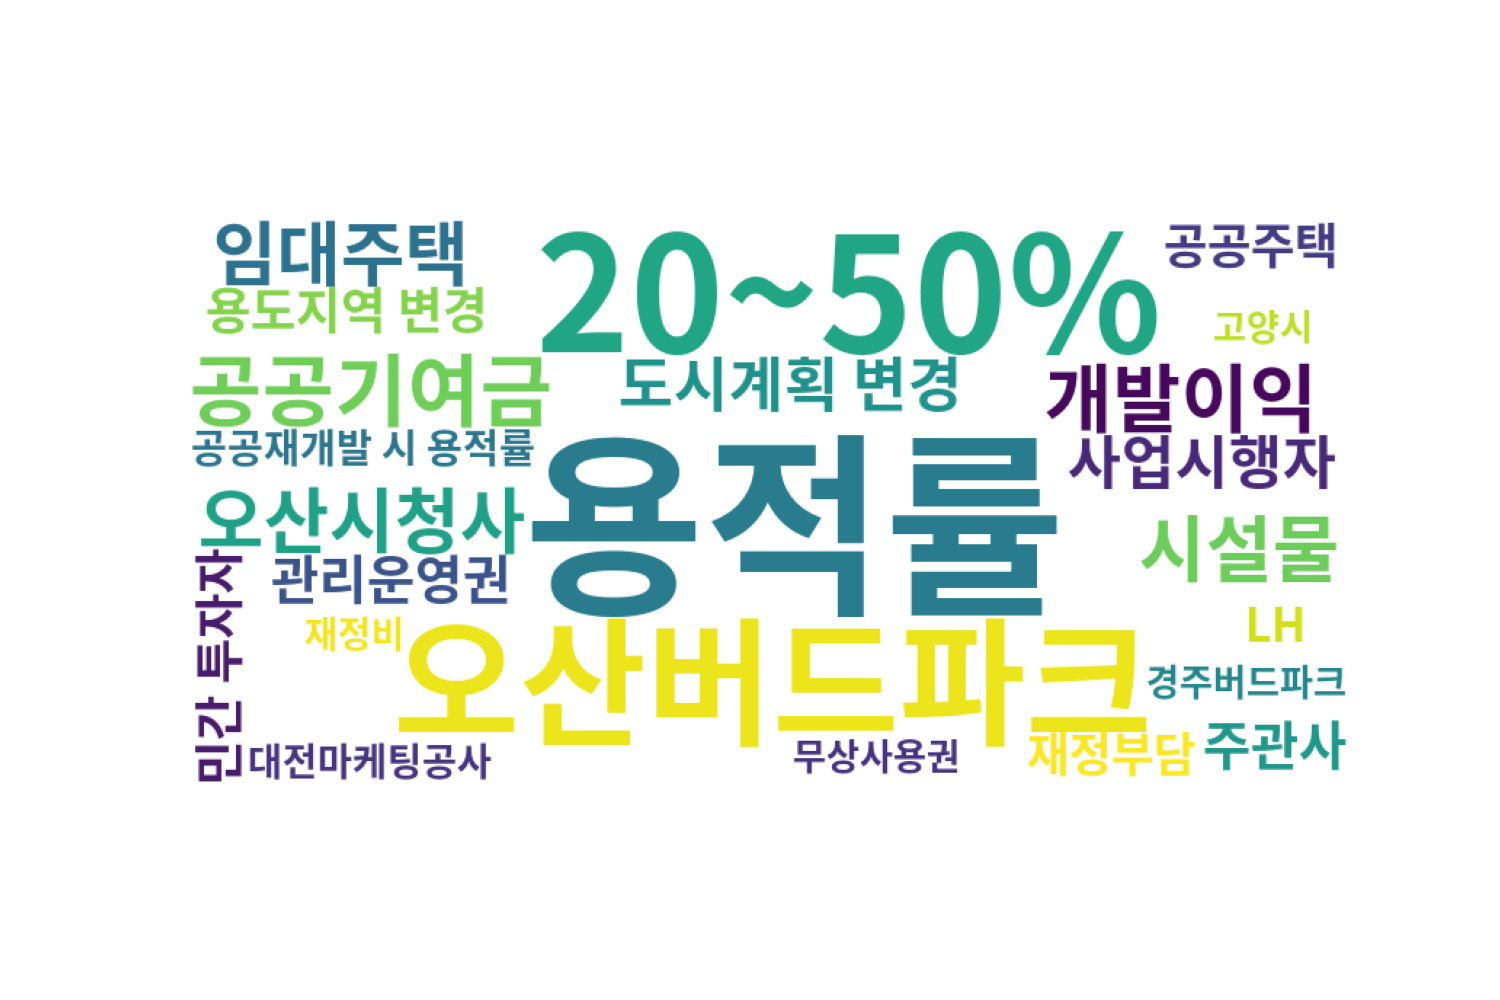 임대주택
20~50%
공공주택
용도지역 변경
고양시
공공기여금
도시계획 변경
개발이익
공공재개발 시 용적률
용적률
사업시행자
오산시청사
시설물
관리운영권
민간 투자자
재정비
오산버드파크
LH
경주버드파크
대전마케팅공사
무상사용권
재정부담
주관사